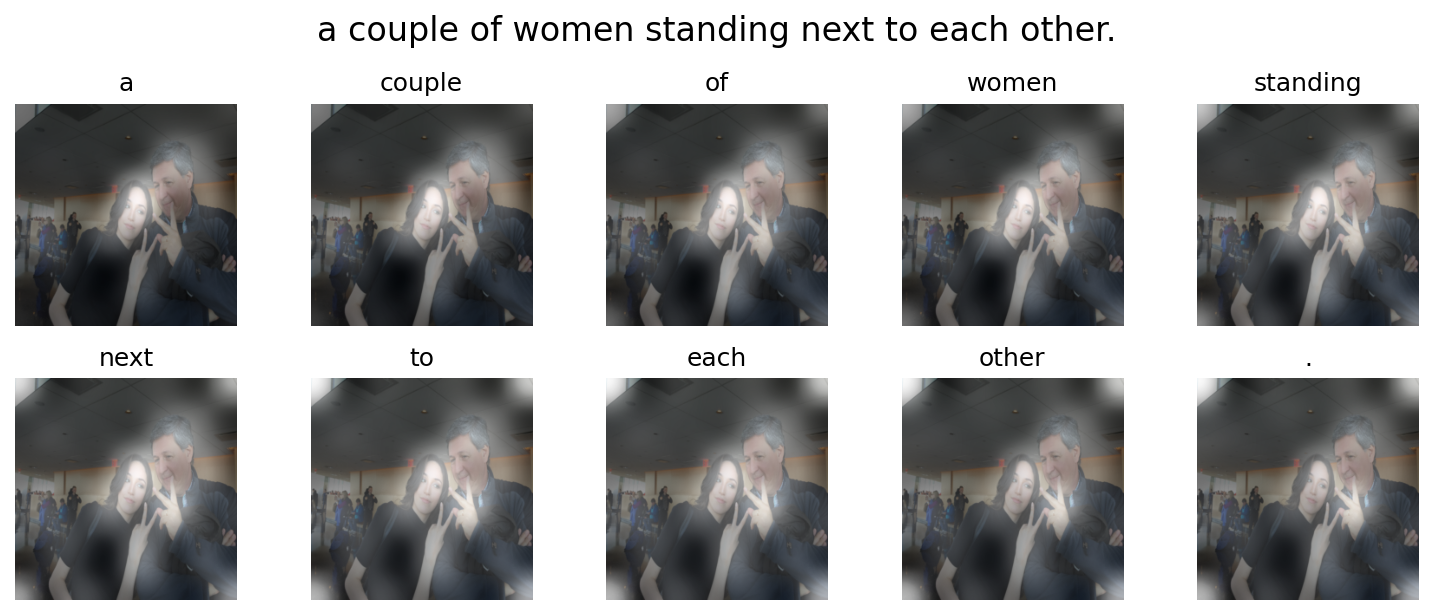 a couple of women standing next to each other.
a couple of women standing
next to each other .